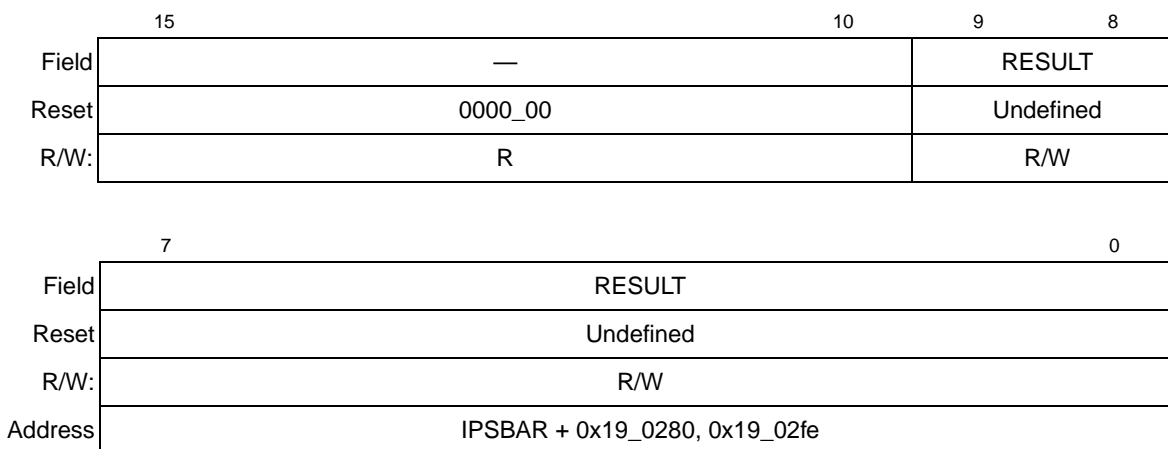 15 10 9 8
Field — RESULT
Reset 0000_00 Undefined
R/W: R R/W
7 0
Field RESULT
Reset Undefined
R/W: R/W
Address IPSBAR + 0x19_0280, 0x19_02fe